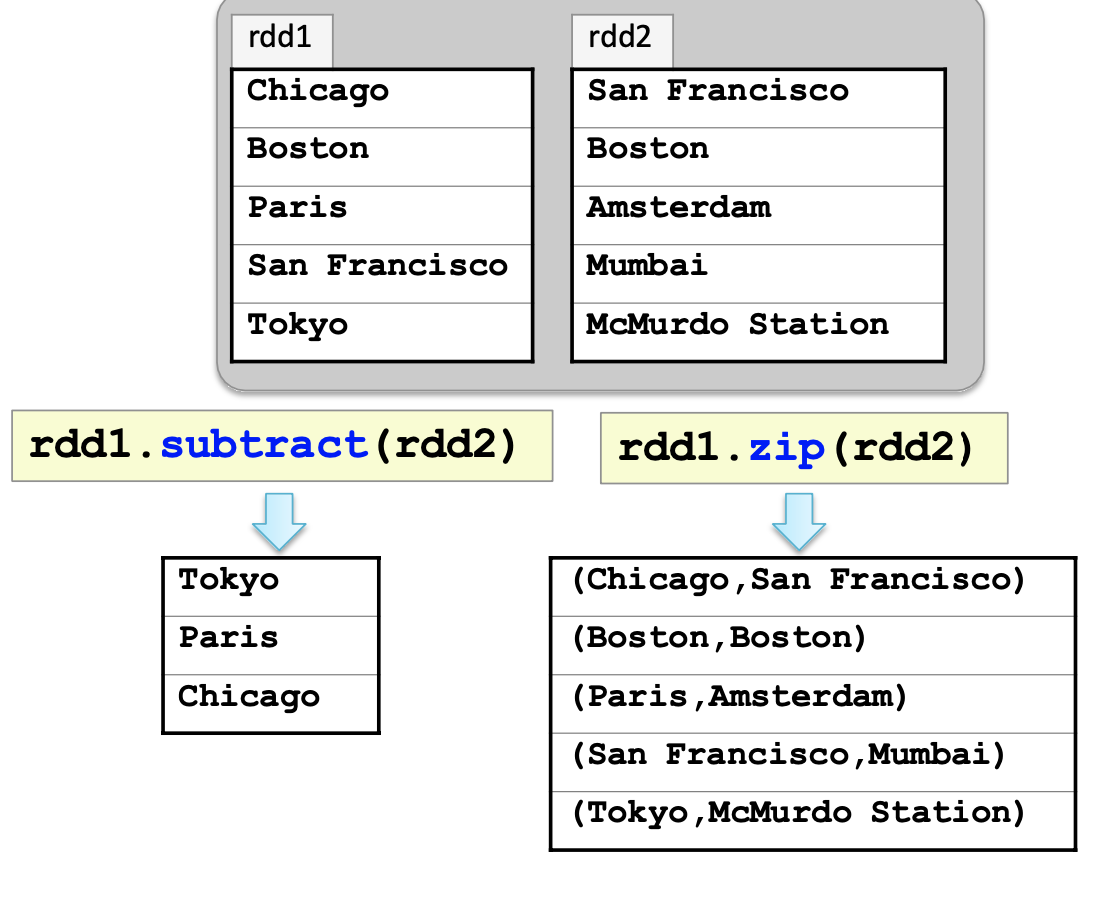 rdd1
Chicago
Boston
Paris
San Francisco
Tokyo
rdd2
San Francisco
Boston
Amsterdam
Mumbai
McMurdo Station
rdd1.subtract(rdd2)
Tokyo
Paris
Chicago
rdd1.zip(rdd2)
(Chicago,San Francisco)
(Boston,Boston)
(Paris,Amsterdam)
(San Francisco,Mumbai)
(Tokyo,McMurdo Station)